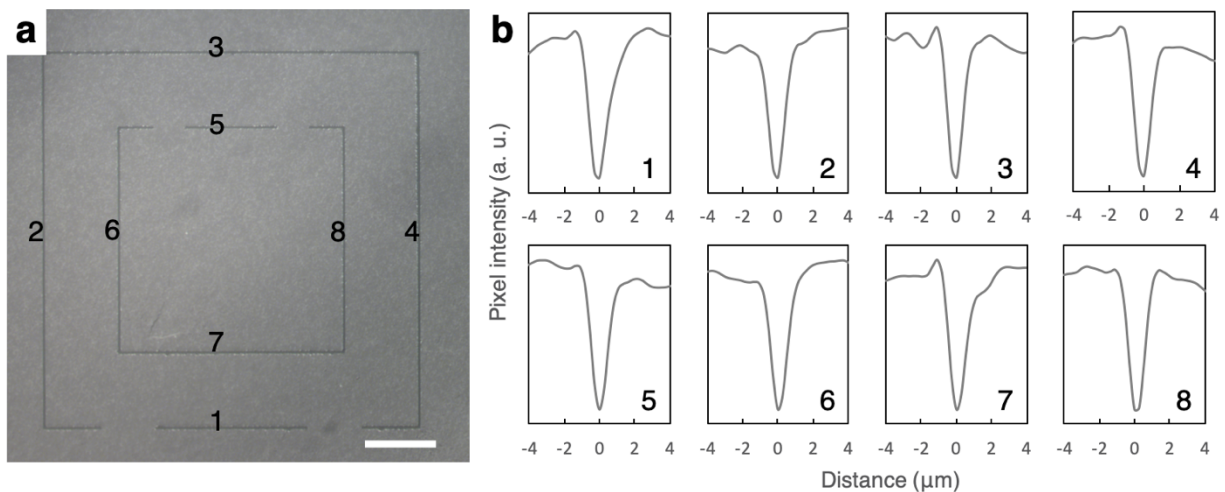 a
3
5
2 6 8 4
7
1
b
Pixel intensity (a. u.)
1 2 3 4
-4 -2 0 2 4 -4 -2 0 2 4 -4 -2 0 2 4 -4 -2 0 2 4
5 6 7 8
-4 -2 0 2 4 -4 -2 0 2 4 -4 -2 0 2 4 -4 -2 0 2 4
Distance (μm)